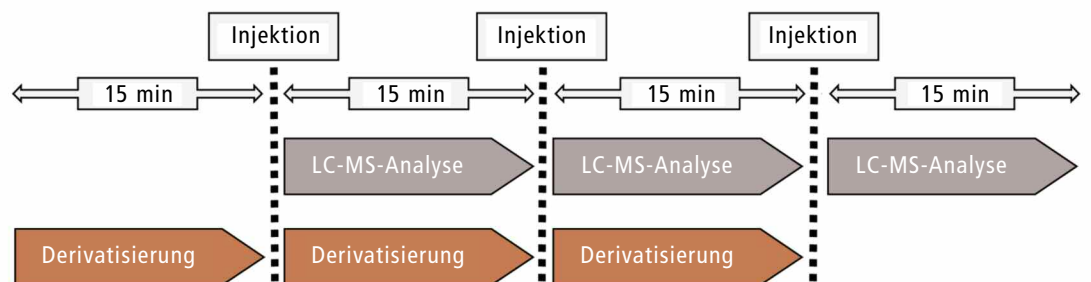 Injektion Injektion Injektion
15 min 15 min 15 min 15 min
LC-MS-Analyse LC-MS-Analyse LC-MS-Analyse
Derivatisierung Derivatisierung Derivatisierung